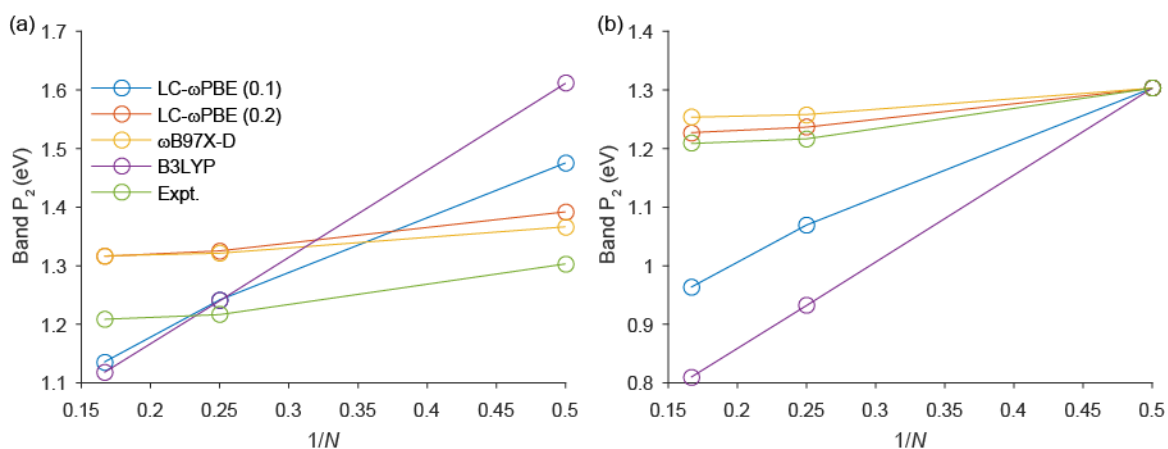 (a)
1.7
1.6
1.5
1.4
1.3
1.2
1.1
Band P₂ (eV)
LC-ωPBE (0.1)
LC-ωPBE (0.2)
ωB97X-D
B3LYP
Expt.
0.15 0.2 0.25 0.3 0.35 0.4 0.45 0.5
1/N
(b)
1.4
1.3
1.2
1.1
1
0.9
0.8
Band P₂ (eV)
0.15 0.2 0.25 0.3 0.35 0.4 0.45 0.5
1/N